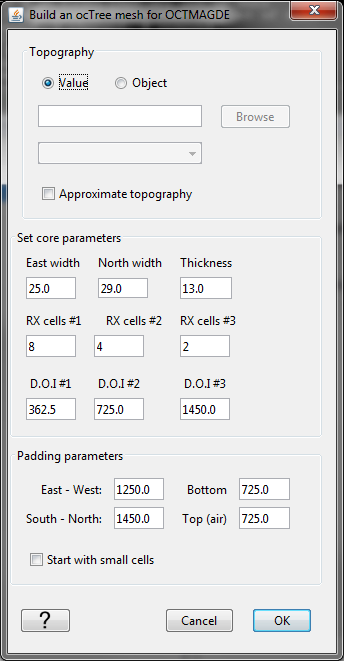 Build an ocTree mesh for OCTMAGDE
Topography
Value Object
Browse
Approximate topography
Set core parameters
East width North width Thickness
25.0 29.0 13.0
RX cells #1 RX cells #2 RX cells #3
8 4 2
D.O.I #1 D.O.I #2 D.O.I #3
362.5 725.0 1450.0
Padding parameters
East - West: 1250.0 Bottom 725.0
South - North: 1450.0 Top (air) 725.0
Start with small cells
? Cancel OK